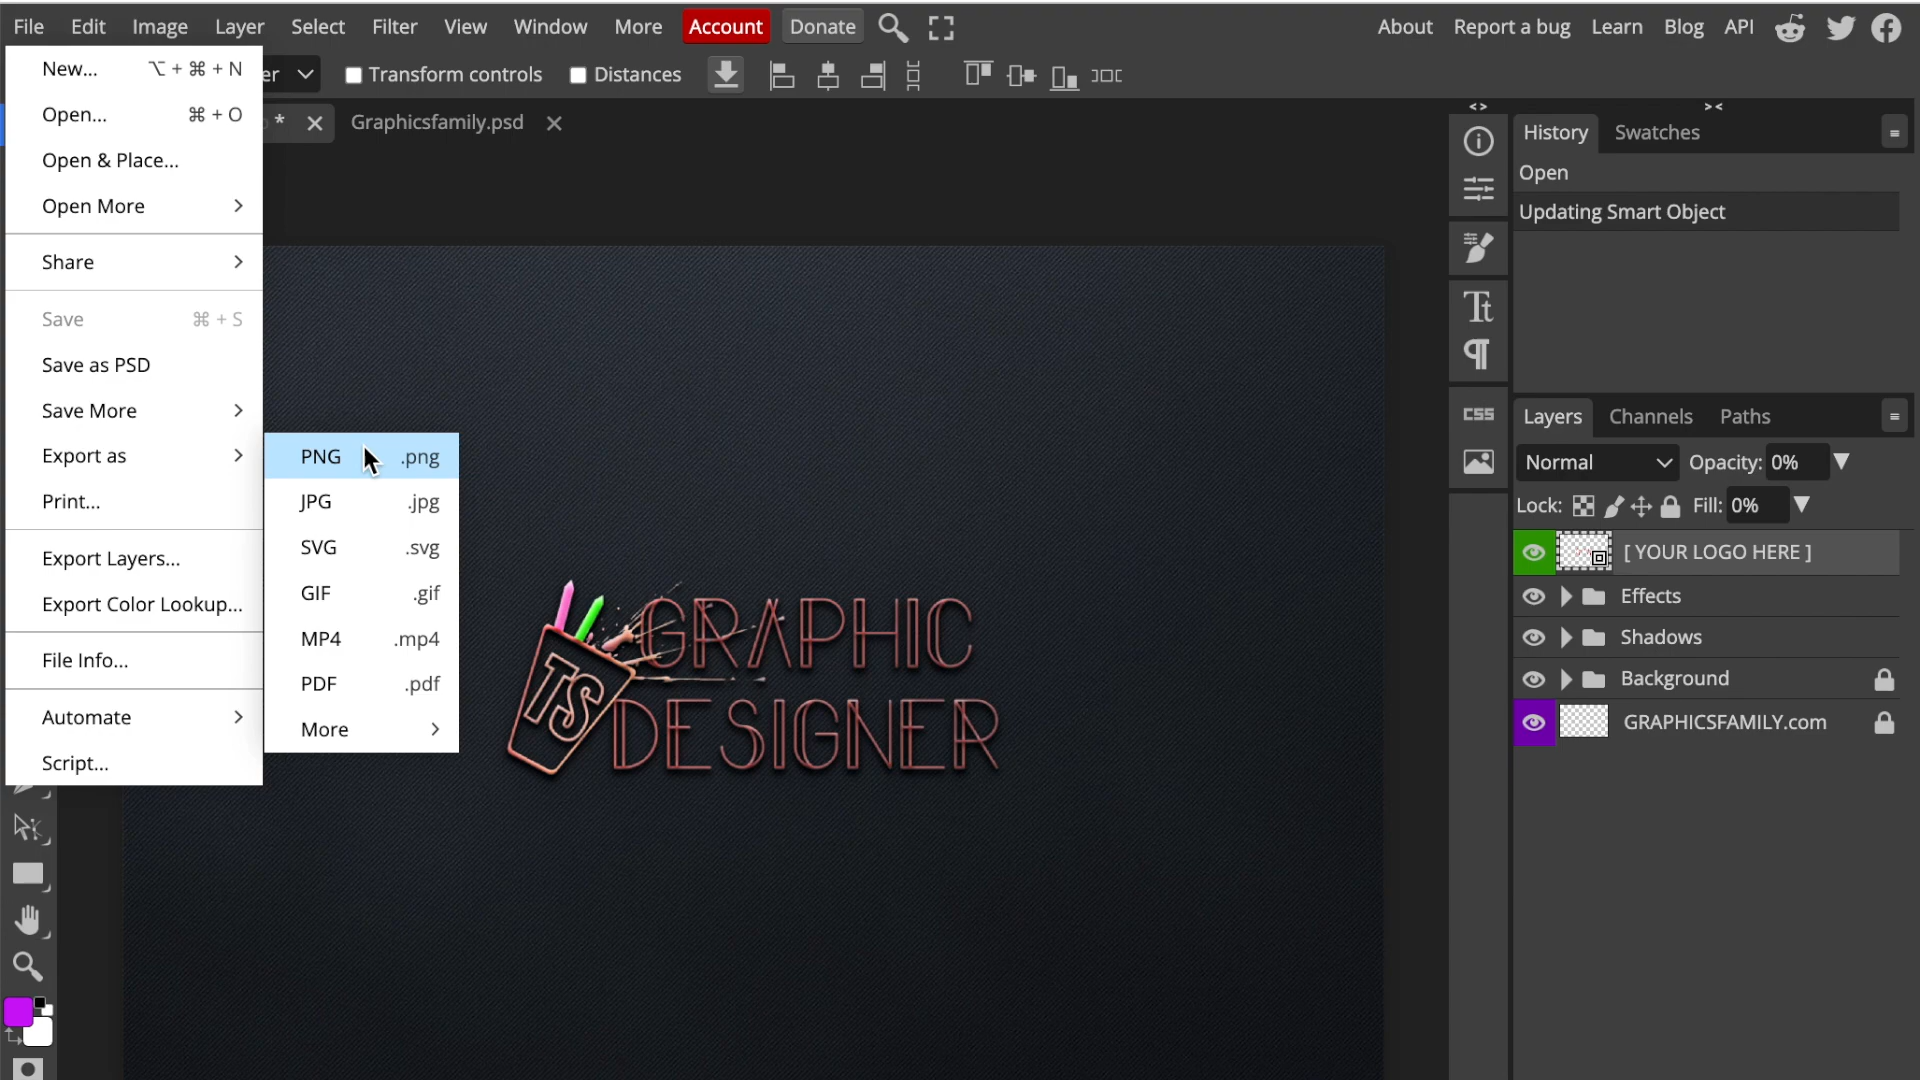 File Edit Image Layer Select Filter View Window More Account Donate About Report a bug Learn Blog API
New... ⌥ + ⌘ + N
er Transform controls Distances
Open... ⌘ + O
* Graphicsfamily.psd
Open & Place...
Open More
Share
Save ⌘ + S
Save as PSD
Save More
Export as
Print...
Export Layers...
Export Color Lookup...
File Info...
Automate
Script...
PNG .png
JPG .jpg
SVG .svg
GIF .gif
MP4 .mp4
PDF .pdf
More
TS
GRAPHIC
DESIGNER
CSS
History Swatches
Open
Updating Smart Object
Layers Channels Paths
Normal Opacity: 0%
Lock: Fill: 0%
[ YOUR LOGO HERE ]
Effects
Shadows
Background
GRAPHICSFAMILY.com